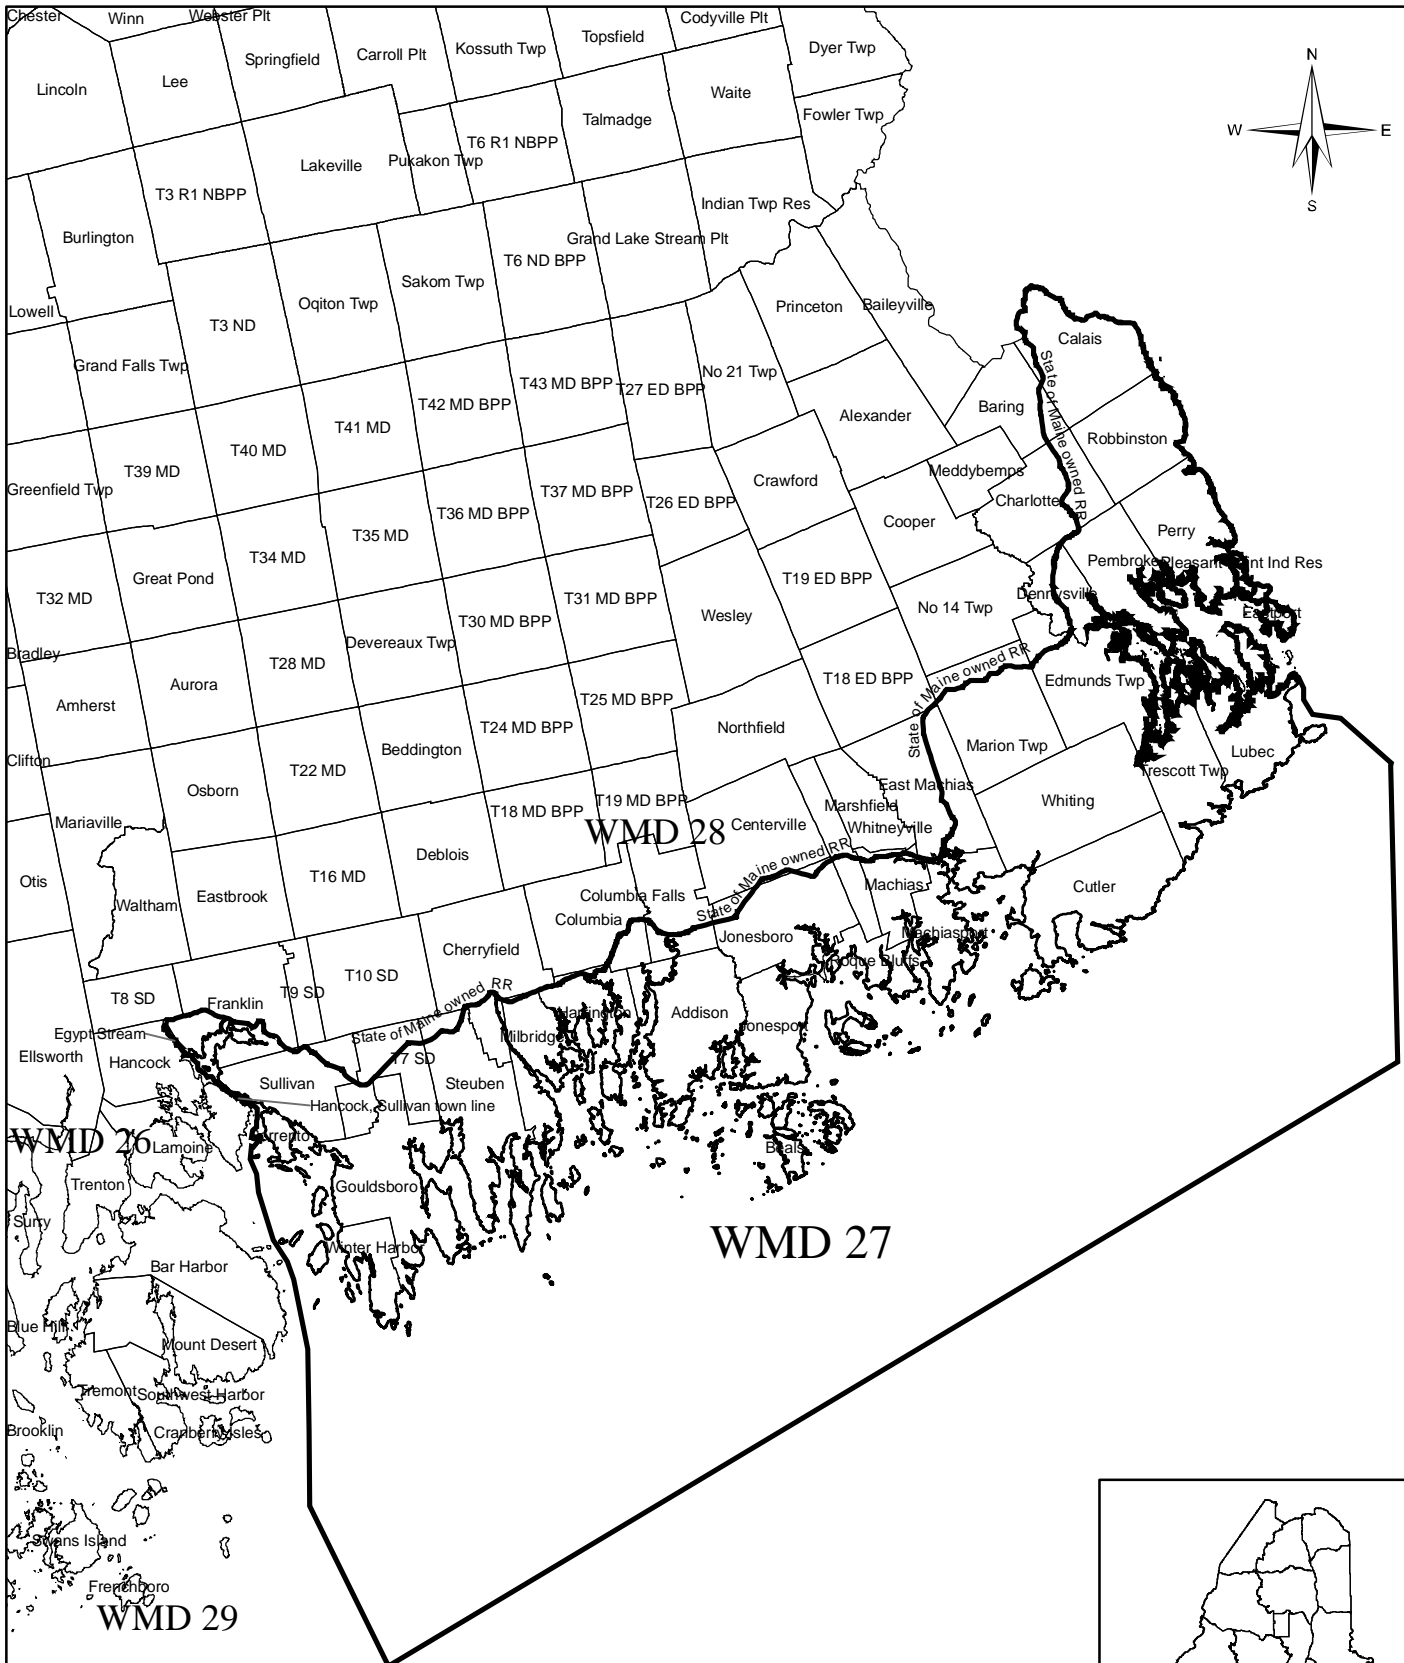 Chester
Winn
Webster Plt
Codyville Plt
Topsfield
Kossuth Twp
Carroll Plt
Springfield
Dyer Twp
Lincoln
Lee
Waite
Talmadge
Fowler Twp
T6 R1 NBPP
Pukakon Twp
Lakeville
T3 R1 NBPP
Indian Twp Res
Burlington
Grand Lake Stream Plt
T6 ND BPP
Sakom Twp
Oqiton Twp
Lowell
T3 ND
Princeton
Baileyville
Calais
Grand Falls Twp
No 21 Twp
T43 MD BPP
T27 ED BPP
T42 MD BPP
State of Maine owned RR
Baring
Alexander
T41 MD
Robbinston
T40 MD
T39 MD
Greenfield Twp
Meddybemps
Crawford
T37 MD BPP
T26 ED BPP
Charlotte
T36 MD BPP
Cooper
T35 MD
Perry
T34 MD
Pembroke
Great Pond
T19 ED BPP
T32 MD
T31 MD BPP
Dennysville
No 14 Twp
Eastport
Wesley
T30 MD BPP
Devereaux Twp
Bradley
T28 MD
State of Maine owned RR
Aurora
T25 MD BPP
T18 ED BPP
Edmunds Twp
Amherst
T24 MD BPP
Northfield
Beddington
Marion Twp
Lubec
Clifton
T22 MD
Trescott Twp
Osborn
East Machias
T19 MD BPP
Whiting
Marshfield
T18 MD BPP
Mariaville
Centerville
Whitneyville
WMD 28
State of Maine owned RR
Deblois
T16 MD
Otis
Machias
Cutler
Eastbrook
Columbia Falls
Waltham
Columbia
Machiasport
Jonesboro
Cherryfield
Roque Bluffs
T10 SD
State of Maine owned RR
T9 SD
T8 SD
Franklin
Harrington
Addison
Jonesport
Egypt Stream
Milbridge
Ellsworth
Hancock
T7 SD
Sullivan
Steuben
Hancock, Sullivan town line
WMD 26
Lamoine
Beals
Trenton
Gouldsboro
Surry
WMD 27
Winter Harbor
Bar Harbor
Blue Hill
Mount Desert
Tremont
Southwest Harbor
Brooklin
Cranberry Isles
Swans Island
Frenchboro
WMD 29
N
W
E
S